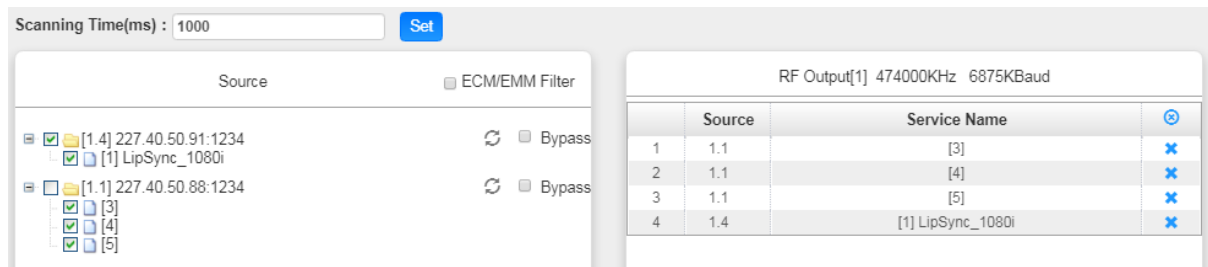 Scanning Time(ms) : 1000 Set
Source ECM/EMM Filter
[1.4] 227.40.50.91:1234 Bypass
[1] LipSync_1080i
[1.1] 227.40.50.88:1234 Bypass
[3]
[4]
[5]
RF Output[1] 474000KHz 6875KBaud
Source Service Name
1 1.1 [3]
2 1.1 [4]
3 1.1 [5]
4 1.4 [1] LipSync_1080i